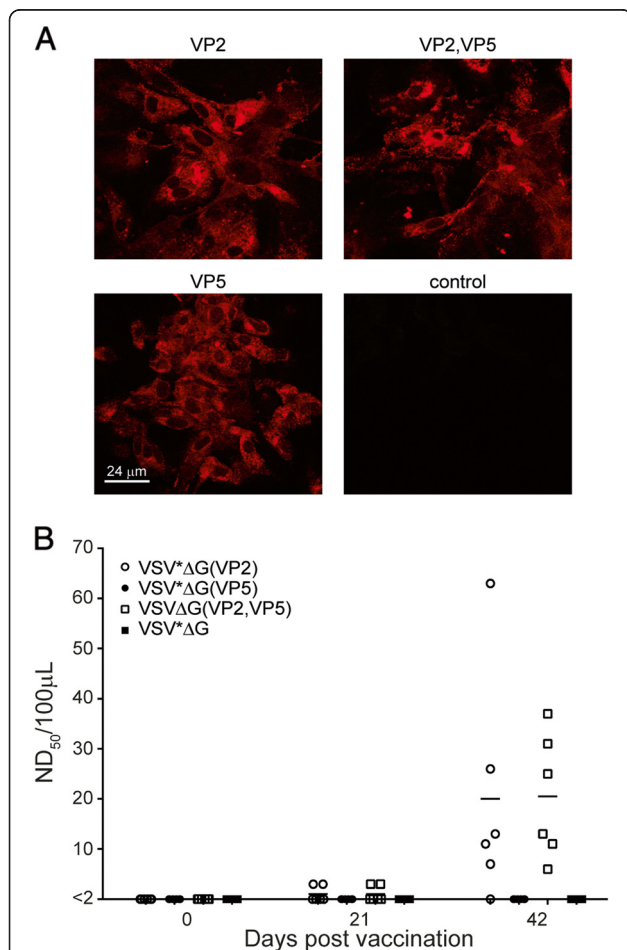 A
VP2
VP2,VP5
VP5
control
24 μm
B
70
60
50
40
30
20
10
<2
ND50/100μL
VSV*ΔG(VP2)
VSV*ΔG(VP5)
VSVΔG(VP2,VP5)
VSV*ΔG
0
21
42
Days post vaccination